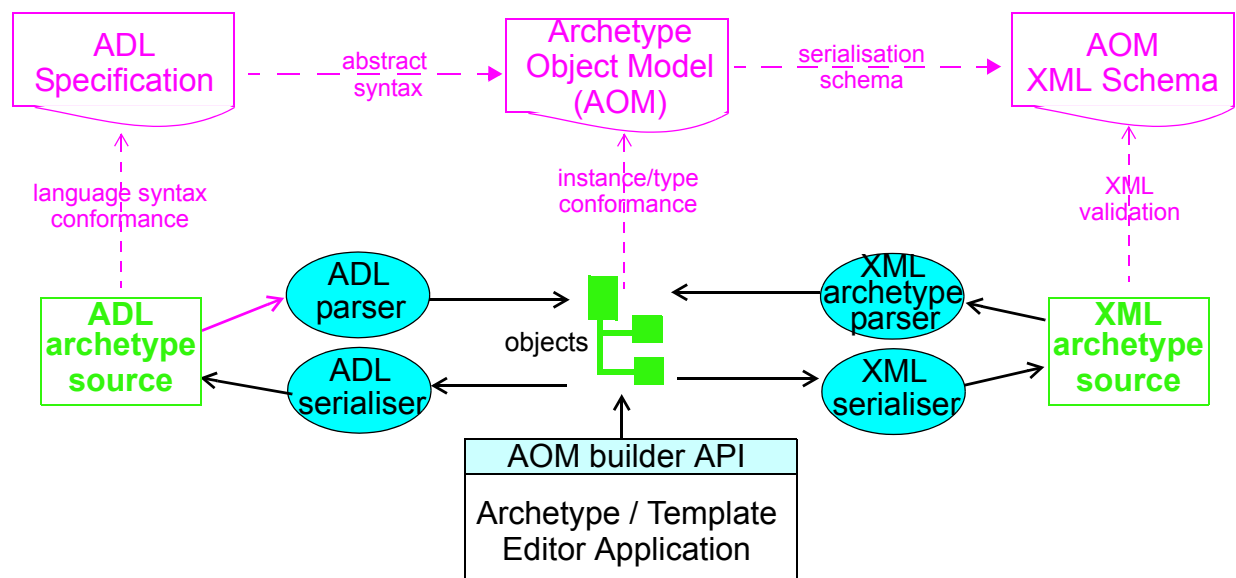 ADL
Specification
abstract
syntax
Archetype
Object Model
(AOM)
serialisation
schema
AOM
XML Schema
language syntax
conformance
instance/type
conformance
XML
validation
ADL
archetype
source
ADL
parser
ADL
serialiser
objects
XML
archetype
parser
XML
serialiser
XML
archetype
source
AOM builder API
Archetype / Template
Editor Application